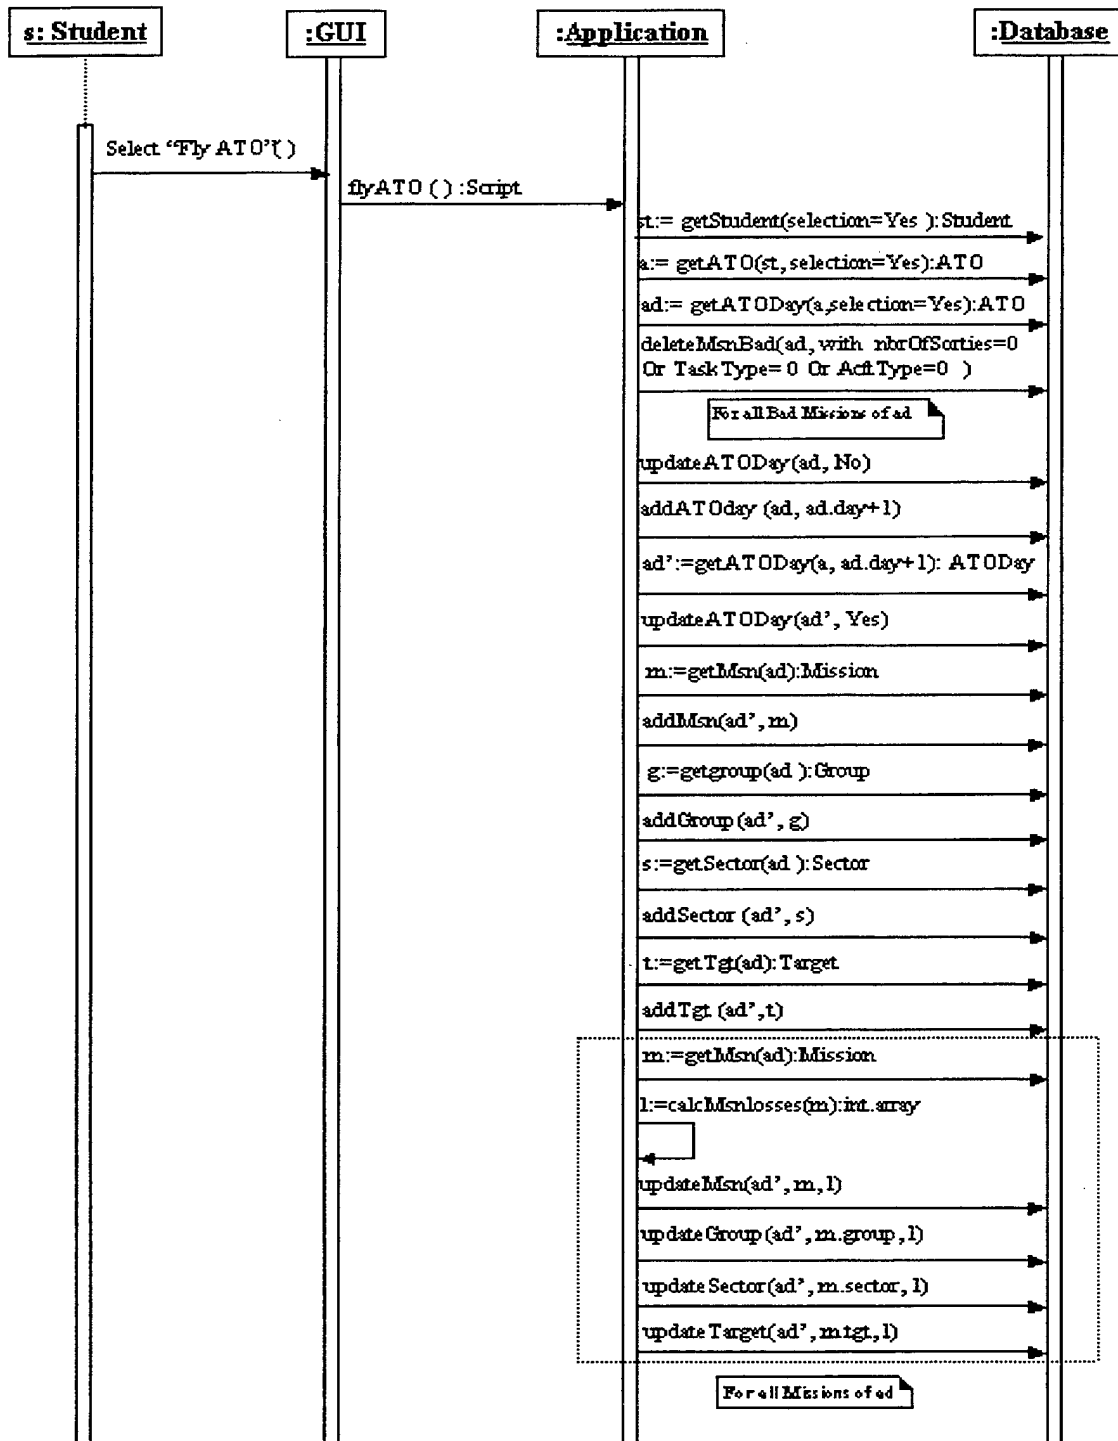 s: Student
:GUI
:Application
:Database
Select “Fly ATO”( )
flyATO ( ) :Script
st:= getStudent(selection=Yes ):Student
a:= getATO(st,selection=Yes):ATO
ad:= getATODay(a,selection=Yes):ATO
deleteMsnBad(ad, with nbrOfSorties=0
Or TaskType= 0 Or AcftType=0 )
For all Bad Missions of ad
updateATODay(ad, No)
addATOday (ad, ad.day+1)
ad’:=getATODay(a, ad.day+1): ATODay
updateATODay(ad’, Yes)
m:=getMsn(ad):Mission
addMsn(ad’, m)
g:=getgroup(ad ):Group
addGroup(ad’, g)
s:=getSector(ad ):Sector
addSector (ad’, s)
t:=getTgt(ad):Target
addTgt (ad’,t)
m:=getMsn(ad):Mission
l:=calcMsnlosses(m):int.array
updateMsn(ad’, m, l)
updateGroup(ad’, m.group, l)
updateSector(ad’, m.sector, l)
updateTarget(ad’, m.tgt, l)
For all Missions of ad